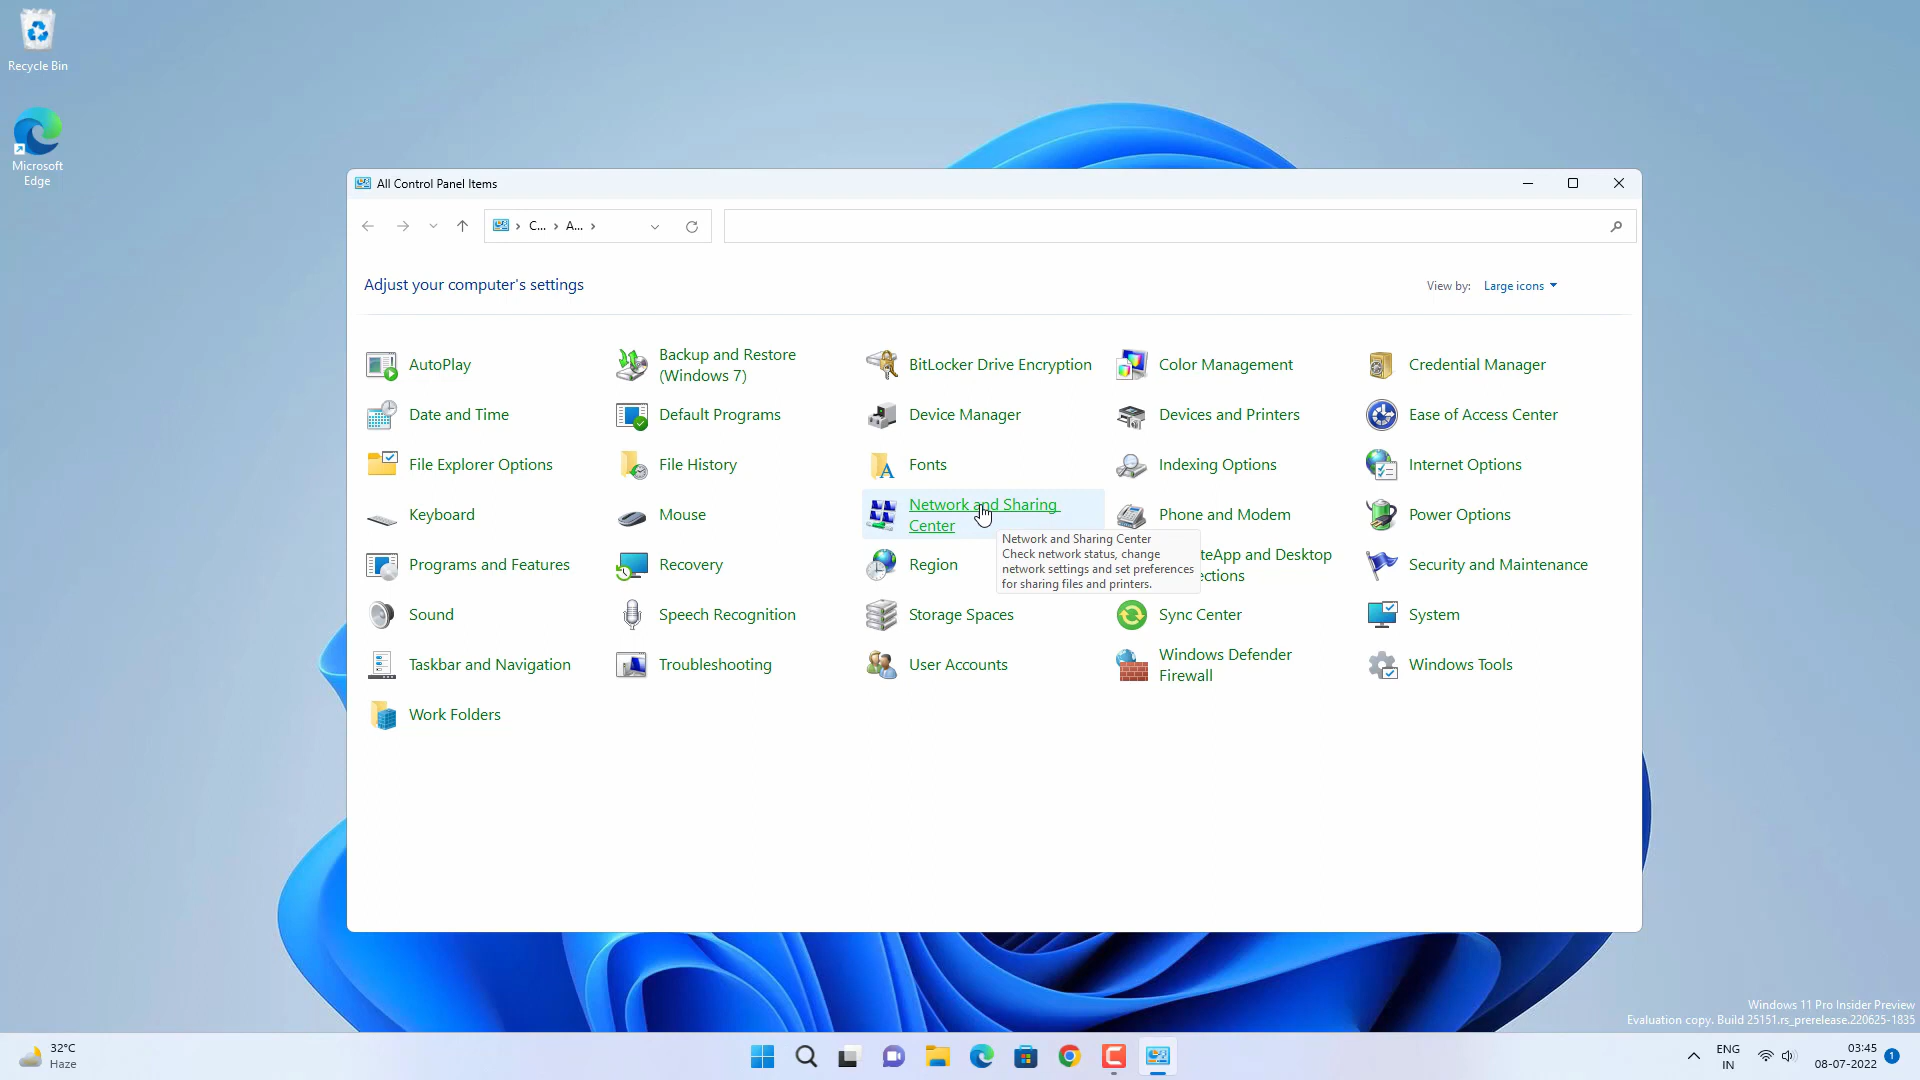 Recycle Bin
Microsoft
Edge
All Control Panel Items
C...
A...
Adjust your computer's settings
View by:
Large icons
AutoPlay
Backup and Restore
(Windows 7)
BitLocker Drive Encryption
Color Management
Credential Manager
Date and Time
Default Programs
Device Manager
Devices and Printers
Ease of Access Center
File Explorer Options
File History
Fonts
Indexing Options
Internet Options
Keyboard
Mouse
Network and Sharing
Center
Phone and Modem
Power Options
Network and Sharing Center
Check network status, change
network settings and set preferences
for sharing files and printers.
Programs and Features
Recovery
Region
teApp and Desktop
ections
Security and Maintenance
Sound
Speech Recognition
Storage Spaces
Sync Center
System
Taskbar and Navigation
Troubleshooting
User Accounts
Windows Defender
Firewall
Windows Tools
Work Folders
Windows 11 Pro Insider Preview
Evaluation copy. Build 25151.rs_prerelease.220625-1835
32°C
Haze
ENG
IN
03:45
08-07-2022
1